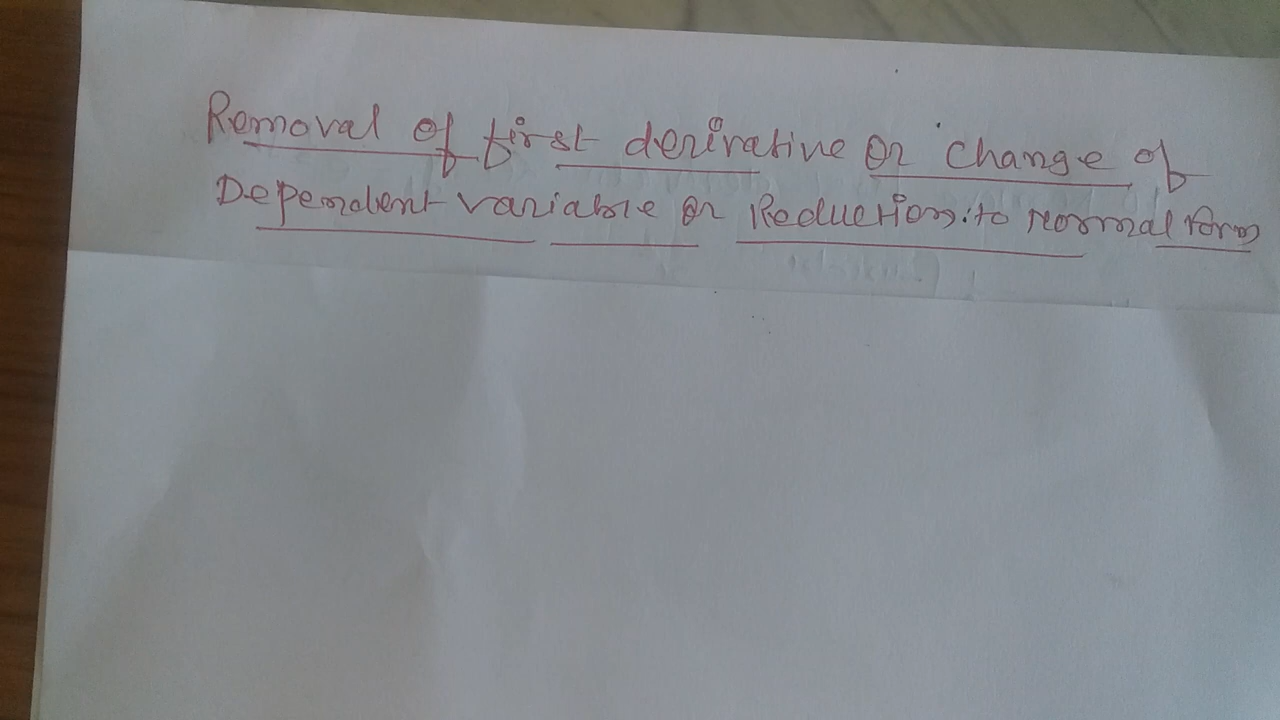 Removal of first derivative or change of
Dependent variable or Reduction to normal form